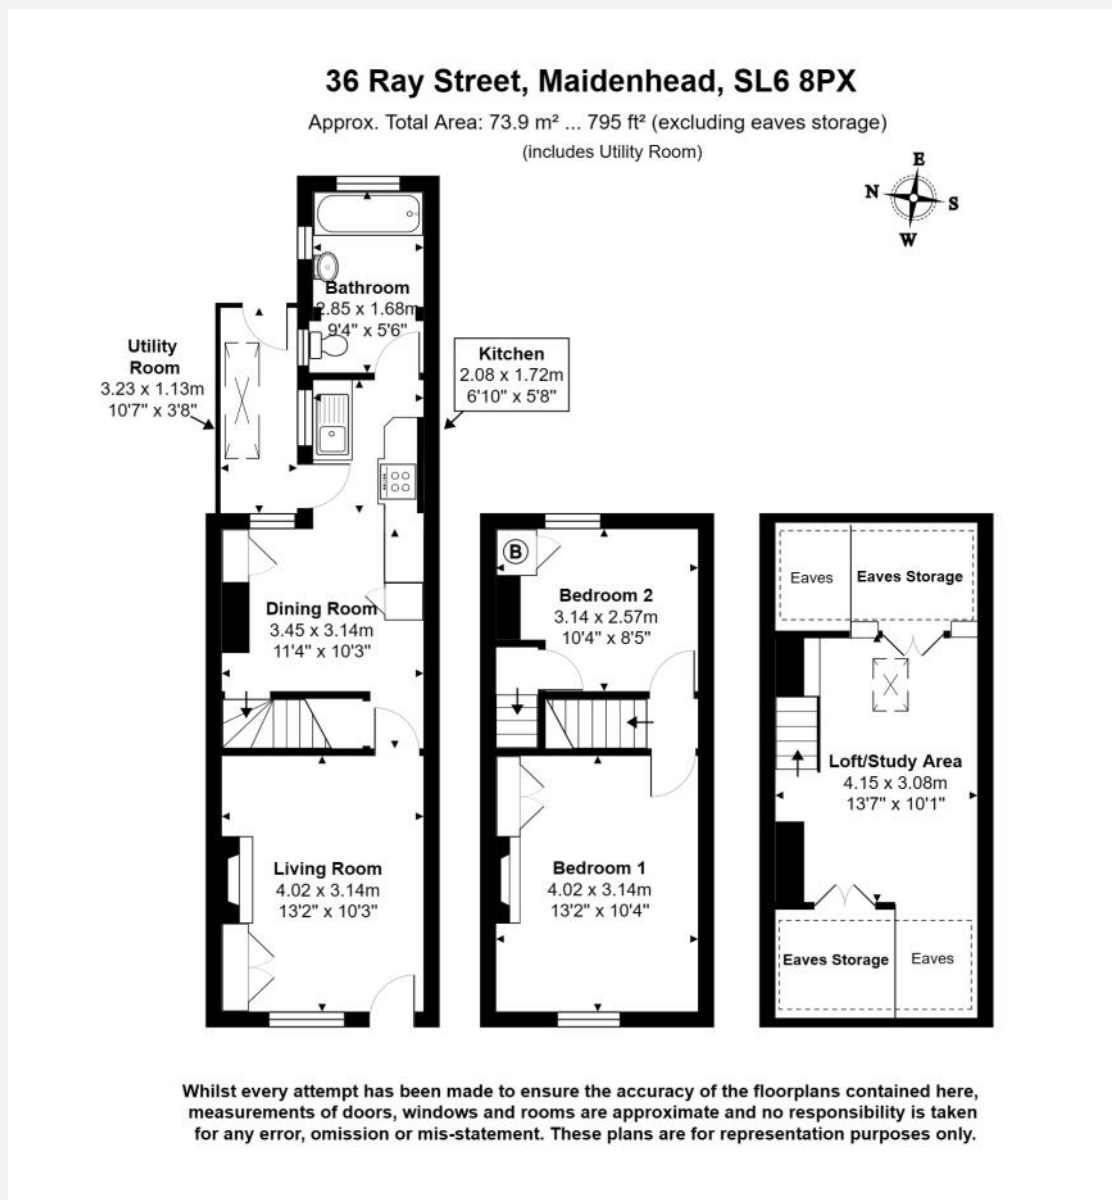 36 Ray Street, Maidenhead, SL6 8PX
Approx. Total Area: 73.9 m² ... 795 ft² (excluding eaves storage)
(includes Utility Room)
E
N
S
W
Bathroom
2.85 x 1.68m
9'4" x 5'6"
Utility
Room
3.23 x 1.13m
10'7" x 3'8"
Kitchen
2.08 x 1.72m
6'10" x 5'8"
Dining Room
3.45 x 3.14m
11'4" x 10'3"
Living Room
4.02 x 3.14m
13'2" x 10'3"
B
Bedroom 2
3.14 x 2.57m
10'4" x 8'5"
Bedroom 1
4.02 x 3.14m
13'2" x 10'4"
Eaves
Eaves Storage
Loft/Study Area
4.15 x 3.08m
13'7" x 10'1"
Eaves Storage
Eaves
Whilst every attempt has been made to ensure the accuracy of the floorplans contained here,
measurements of doors, windows and rooms are approximate and no responsibility is taken
for any error, omission or mis-statement. These plans are for representation purposes only.